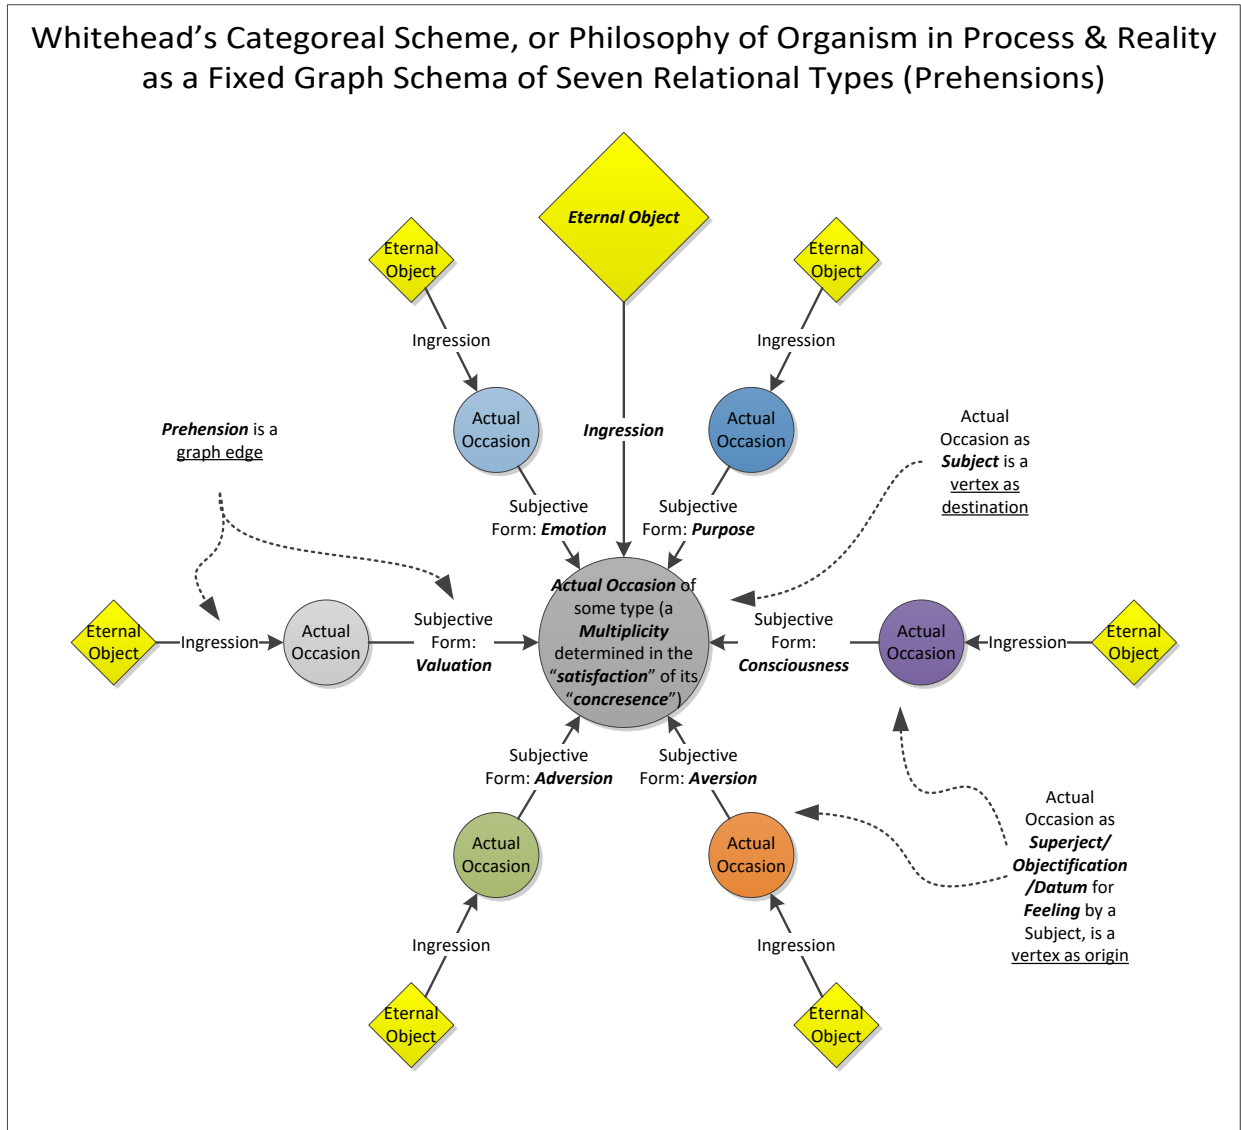 Whitehead's Categoreal Scheme, or Philosophy of Organism in Process & Reality
as a Fixed Graph Schema of Seven Relational Types (Prehensions)
Eternal Object
Eternal
Object
Eternal
Object
Ingression
Ingression
Ingression
Actual
Occasion
Actual
Occasion
Prehension is a
graph edge
Actual
Occasion as
Subject is a
vertex as
destination
Subjective
Form: Emotion
Subjective
Form: Purpose
Eternal
Object
Ingression
Actual
Occasion
Subjective
Form:
Valuation
Actual Occasion of
some type (a
Multiplicity
determined in the
“satisfaction” of its
“concresence”)
Subjective
Form:
Consciousness
Actual
Occasion
Ingression
Eternal
Object
Subjective
Form: Adversion
Subjective
Form: Aversion
Actual
Occasion
Actual
Occasion
Actual
Occasion as
Superject/
Objectification
/Datum for
Feeling by a
Subject, is a
vertex as origin
Ingression
Ingression
Eternal
Object
Eternal
Object